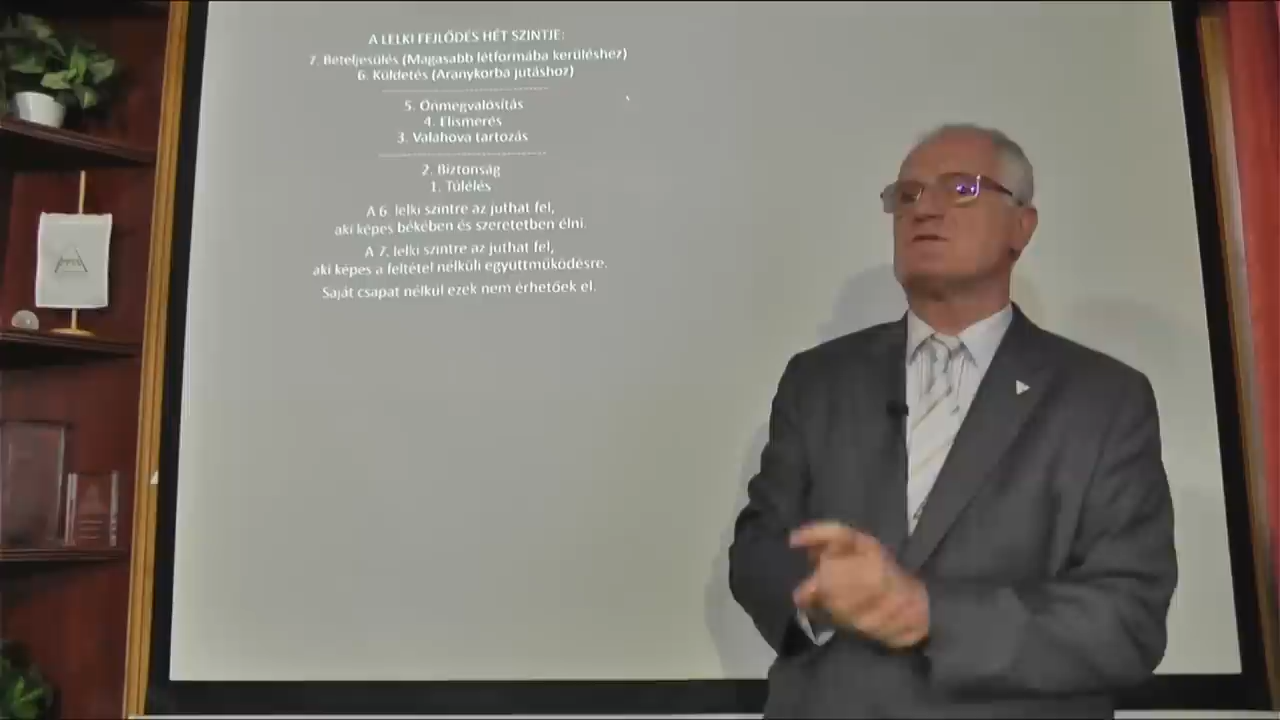 A LELKI FEJLŐDÉS HÉT SZINTJE:
7. Beteljesülés (Magasabb létformába kerüléshez)
6. Küldetés (Aranykorba jutáshoz)
5. Önmegvalósítás
4. Elismerés
3. Valahova tartozás
2. Biztonság
1. Túlélés
A 6. lelki szintre az juthat fel,
aki képes békében és szeretetben élni.
A 7. lelki szintre az juthat fel,
aki képes a feltétel nélküli együttműködésre.
Saját csapat nélkül ezek nem érhetőek el.